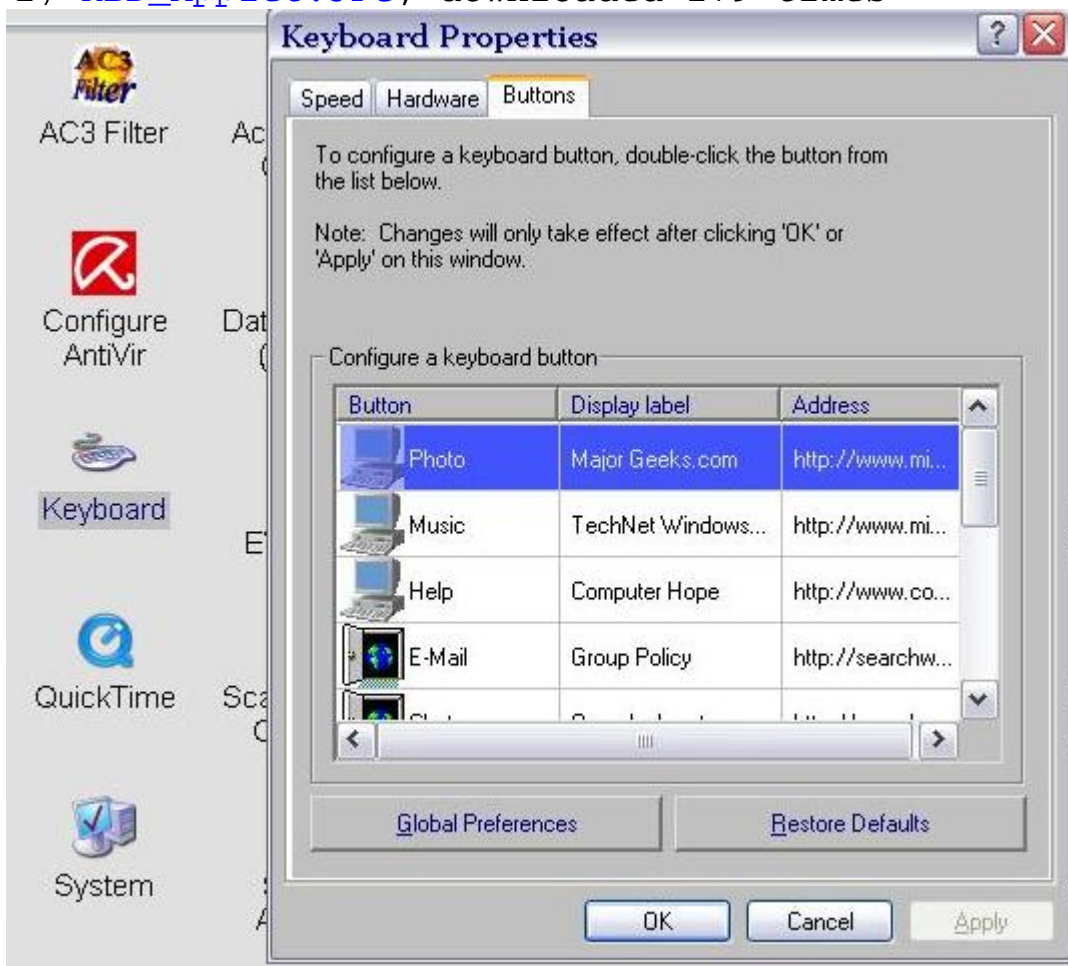 Keyboard Properties
AC3
Filter
AC3 Filter
Ac
Speed Hardware Buttons
To configure a keyboard button, double-click the button from
the list below.
Note: Changes will only take effect after clicking 'OK' or
'Apply' on this window.
Configure
AntiVir
Dat
Configure a keyboard button
Button Display label Address
Photo Major Geeks.com http://www.mi...
Music TechNet Windows... http://www.mi...
Help Computer Hope http://www.co...
E-Mail Group Policy http://searchw...
Keyboard
E
QuickTime
Sca
Global Preferences Restore Defaults
System
OK Cancel Apply